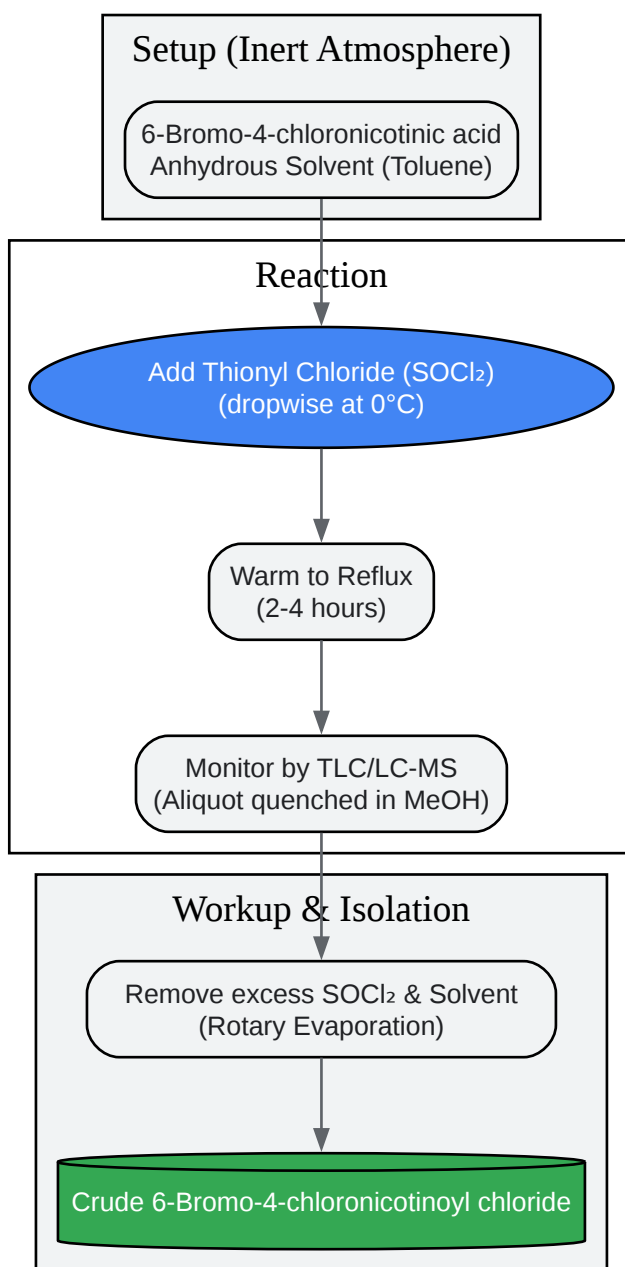 Setup (Inert Atmosphere)
6-Bromo-4-chloronicotinic acid
Anhydrous Solvent (Toluene)
Reaction
Add Thionyl Chloride (SOCl₂)
(dropwise at 0°C)
Warm to Reflux
(2-4 hours)
Monitor by TLC/LC-MS
(Aliquot quenched in MeOH)
Workup & Isolation
Remove excess SOCl₂ & Solvent
(Rotary Evaporation)
Crude 6-Bromo-4-chloronicotinoyl chloride